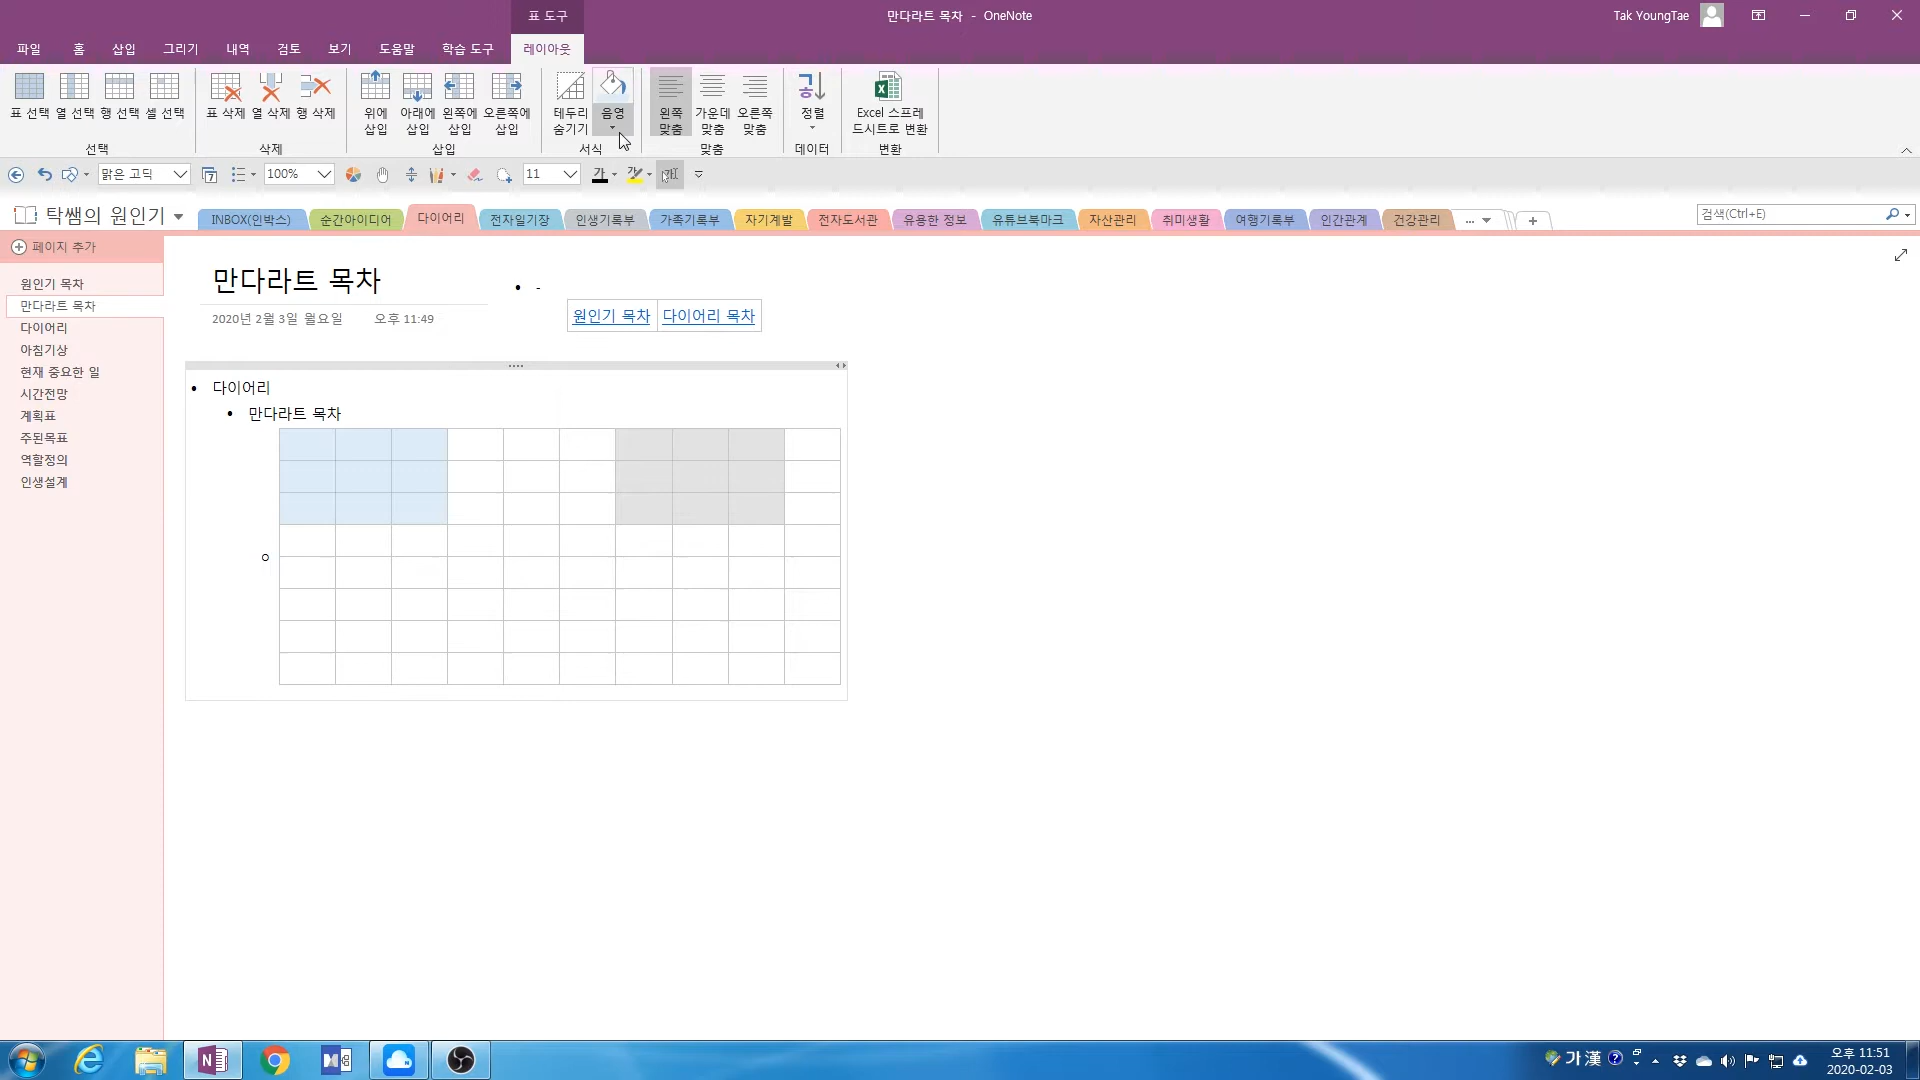 표 도구
만다라트 목차 - OneNote
Tak YoungTae
파일 홈 삽입 그리기 내역 검토 보기 도움말 학습 도구 레이아웃
표 선택 열 선택 행 선택 셀 선택
선택
표 삭제 열 삭제 행 삭제
삭제
위에 삽입 아래에 삽입 왼쪽에 삽입 오른쪽에 삽입
삽입
테두리 숨기기 음영
서식
왼쪽 맞춤 가운데 맞춤 오른쪽 맞춤
맞춤
정렬
데이터
Excel 스프레드시트로 변환
변환
맑은 고딕 100% 11 가
탁쌤의 원인기
INBOX(인박스) 순간아이디어 다이어리 전자일기장 인생기록부 가족기록부 자기계발 전자도서관 유용한 정보 유튜브북마크 자산관리 취미생활 여행기록부 인간관계 건강관리 ...
검색(Ctrl+E)
페이지 추가
원인기 목차
만다라트 목차
다이어리
아침기상
현재 중요한 일
시간전망
계획표
주된목표
역할정의
인생설계
만다라트 목차
2020년 2월 3일 월요일 오후 11:49
• -
원인기 목차 다이어리 목차
• 다이어리
• 만다라트 목차
가 漢
오후 11:51
2020-02-03